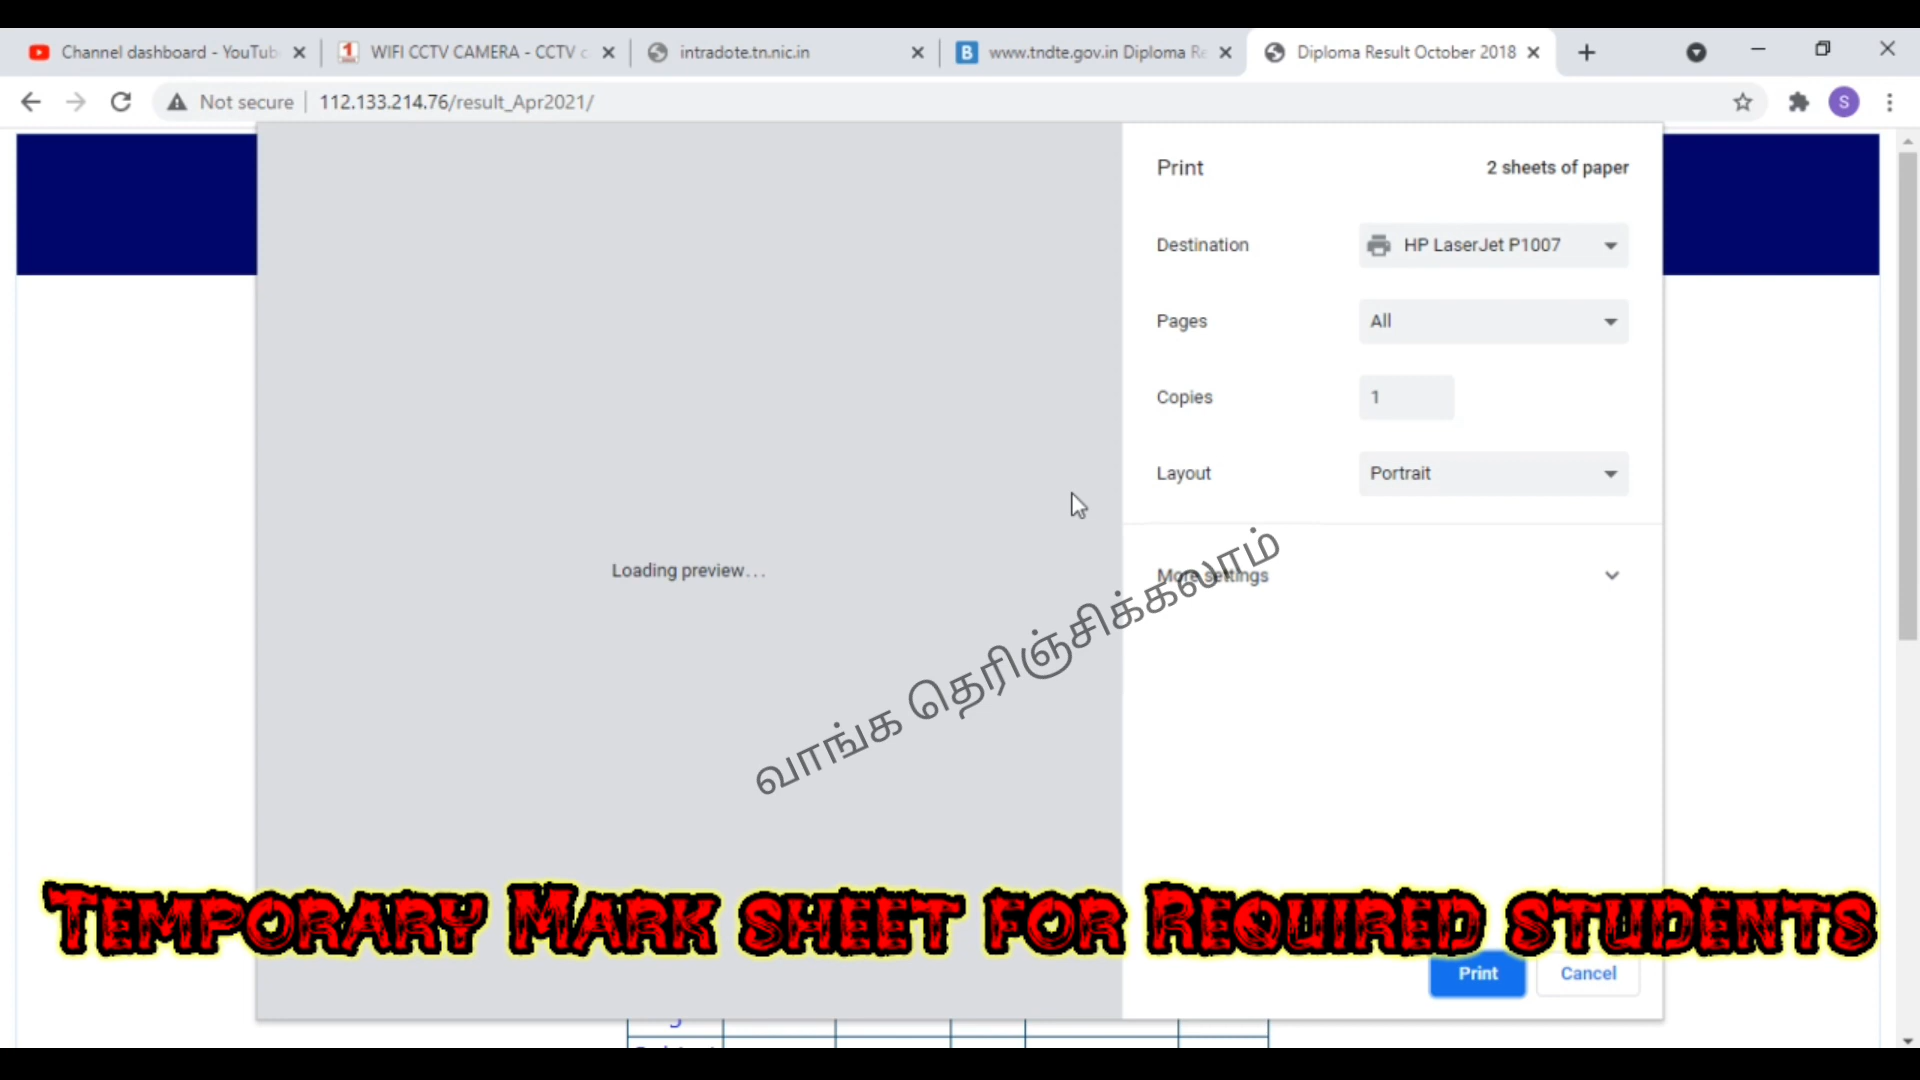 Channel dashboard - YouTub
WIFI CCTV CAMERA - CCTV c
intradote.tn.nic.in
www.tndte.gov.in Diploma Re
Diploma Result October 2018
Not secure
112.133.214.76/result_Apr2021/
S
Print
2 sheets of paper
Destination
HP LaserJet P1007
Pages
All
Copies
1
Layout
Portrait
Loading preview...
More settings
வாங்க தெரிஞ்சிக்கலாம்
Temporary Mark sheet for Required students
Print
Cancel